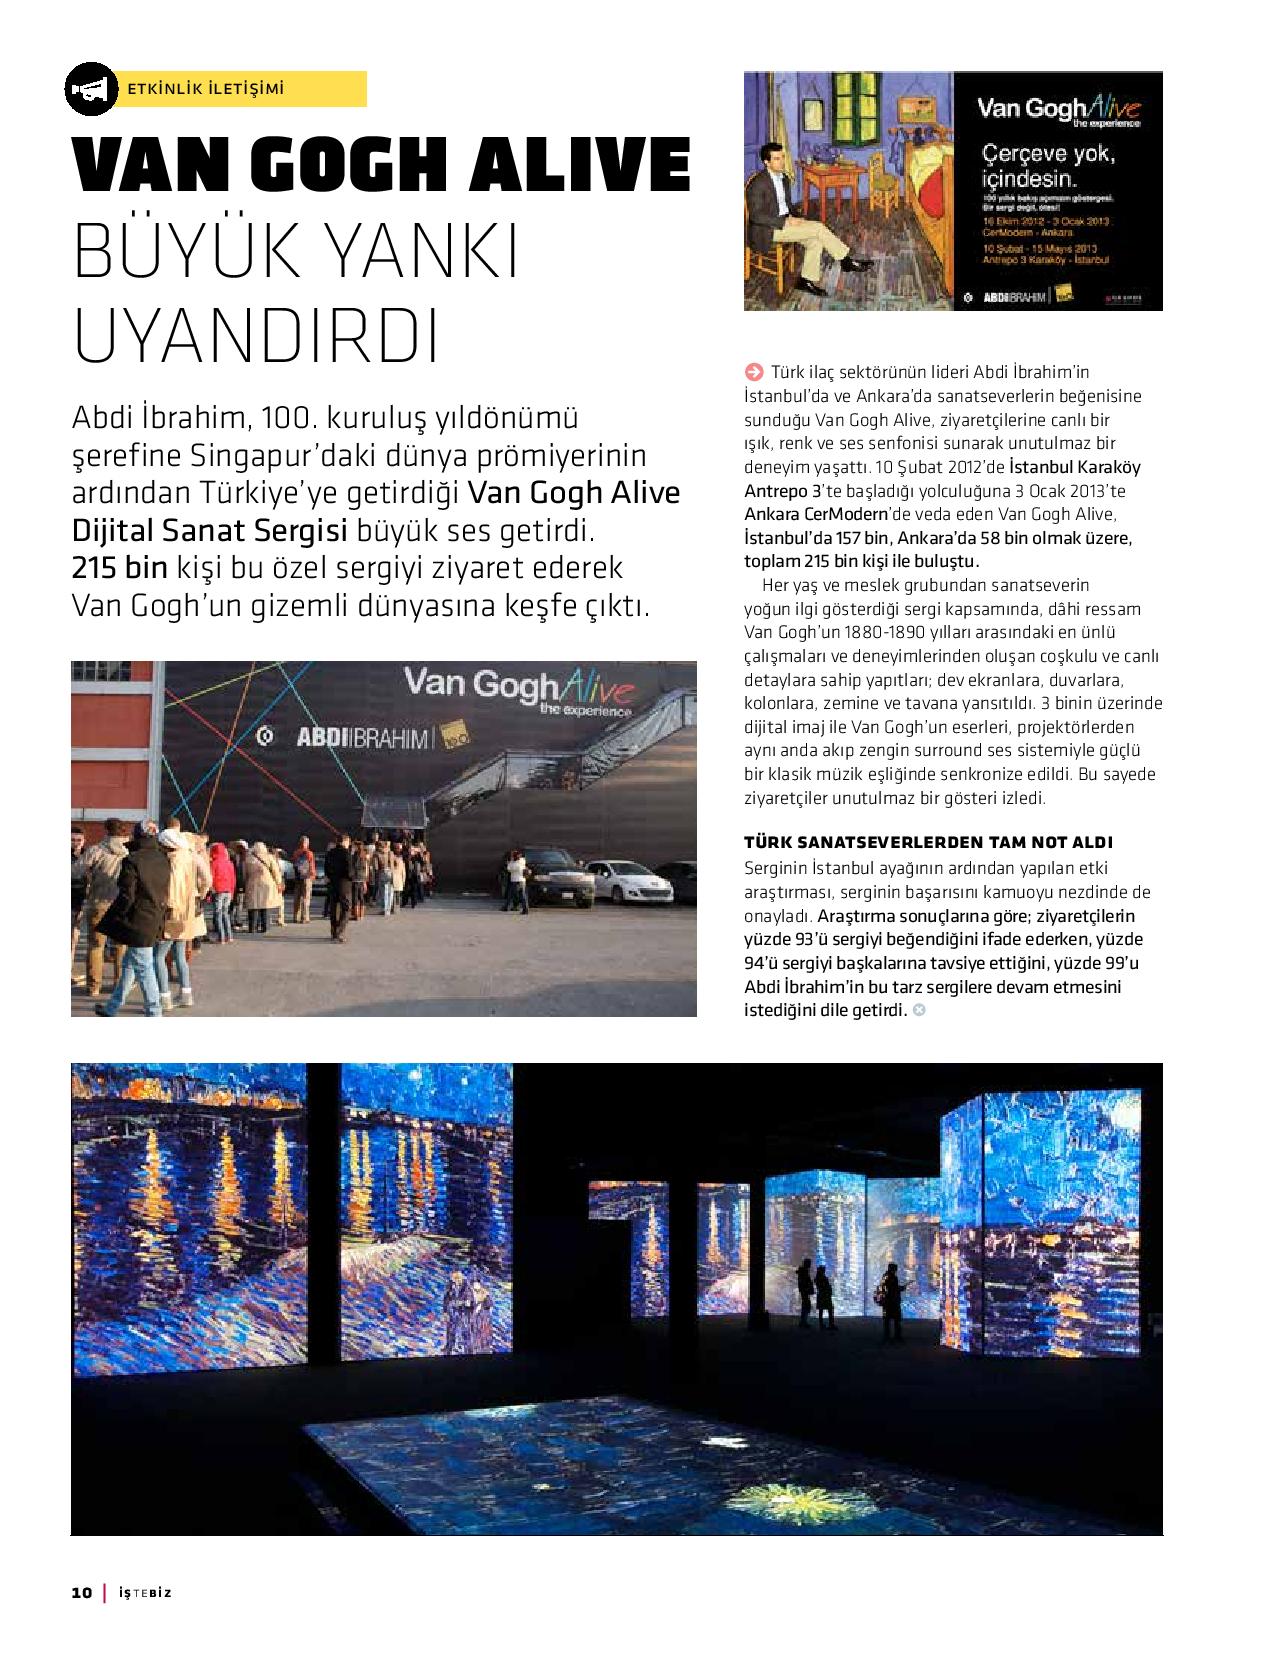 ETKİNLİK İLETİŞİMİ
VAN GOGH ALIVE
BÜYÜK YANKI
UYANDIRDI
Abdi İbrahim, 100. kuruluş yıldönümü
şerefine Singapur'daki dünya prömiyerinin
ardından Türkiye'ye getirdiği Van Gogh Alive
Dijital Sanat Sergisi büyük ses getirdi.
215 bin kişi bu özel sergiyi ziyaret ederek
Van Gogh'un gizemli dünyasına keşfe çıktı.
Van Gogh Alive
the experience
ABDİ İBRAHİM
Van Gogh Alive
the experience
Çerçeve yok,
içindesin.
100 yıllık bakış açımızın göstergesi.
Bir sergi değil, ötesi!
16 Ekim 2012 - 3 Ocak 2013
CerModern - Ankara
10 Şubat - 15 Mayıs 2013
Antrepo 3 Karaköy - İstanbul
ABDİ İBRAHİM
Türk ilaç sektörünün lideri Abdi İbrahim'in
İstanbul'da ve Ankara'da sanatseverlerin beğenisine
sunduğu Van Gogh Alive, ziyaretçilerine canlı bir
ışık, renk ve ses senfonisi sunarak unutulmaz bir
deneyim yaşattı. 10 Şubat 2012'de İstanbul Karaköy
Antrepo 3'te başladığı yolculuğuna 3 Ocak 2013'te
Ankara CerModern'de veda eden Van Gogh Alive,
İstanbul'da 157 bin, Ankara'da 58 bin olmak üzere,
toplam 215 bin kişi ile buluştu.
Her yaş ve meslek grubundan sanatseverin
yoğun ilgi gösterdiği sergi kapsamında, dâhi ressam
Van Gogh'un 1880-1890 yılları arasındaki en ünlü
çalışmaları ve deneyimlerinden oluşan coşkulu ve canlı
detaylara sahip yapıtları; dev ekranlara, duvarlara,
kolonlara, zemine ve tavana yansıtıldı. 3 binin üzerinde
dijital imaj ile Van Gogh'un eserleri, projektörlerden
aynı anda akıp zengin surround ses sistemiyle güçlü
bir klasik müzik eşliğinde senkronize edildi. Bu sayede
ziyaretçiler unutulmaz bir gösteri izledi.
TÜRK SANATSEVERLERDEN TAM NOT ALDI
Serginin İstanbul ayağının ardından yapılan etki
araştırması, serginin başarısını kamuoyu nezdinde de
onayladı. Araştırma sonuçlarına göre; ziyaretçilerin
yüzde 93'ü sergiyi beğendiğini ifade ederken, yüzde
94'ü sergiyi başkalarına tavsiye ettiğini, yüzde 99'u
Abdi İbrahim'in bu tarz sergilere devam etmesini
istediğini dile getirdi.
10 | İŞTEBİZ